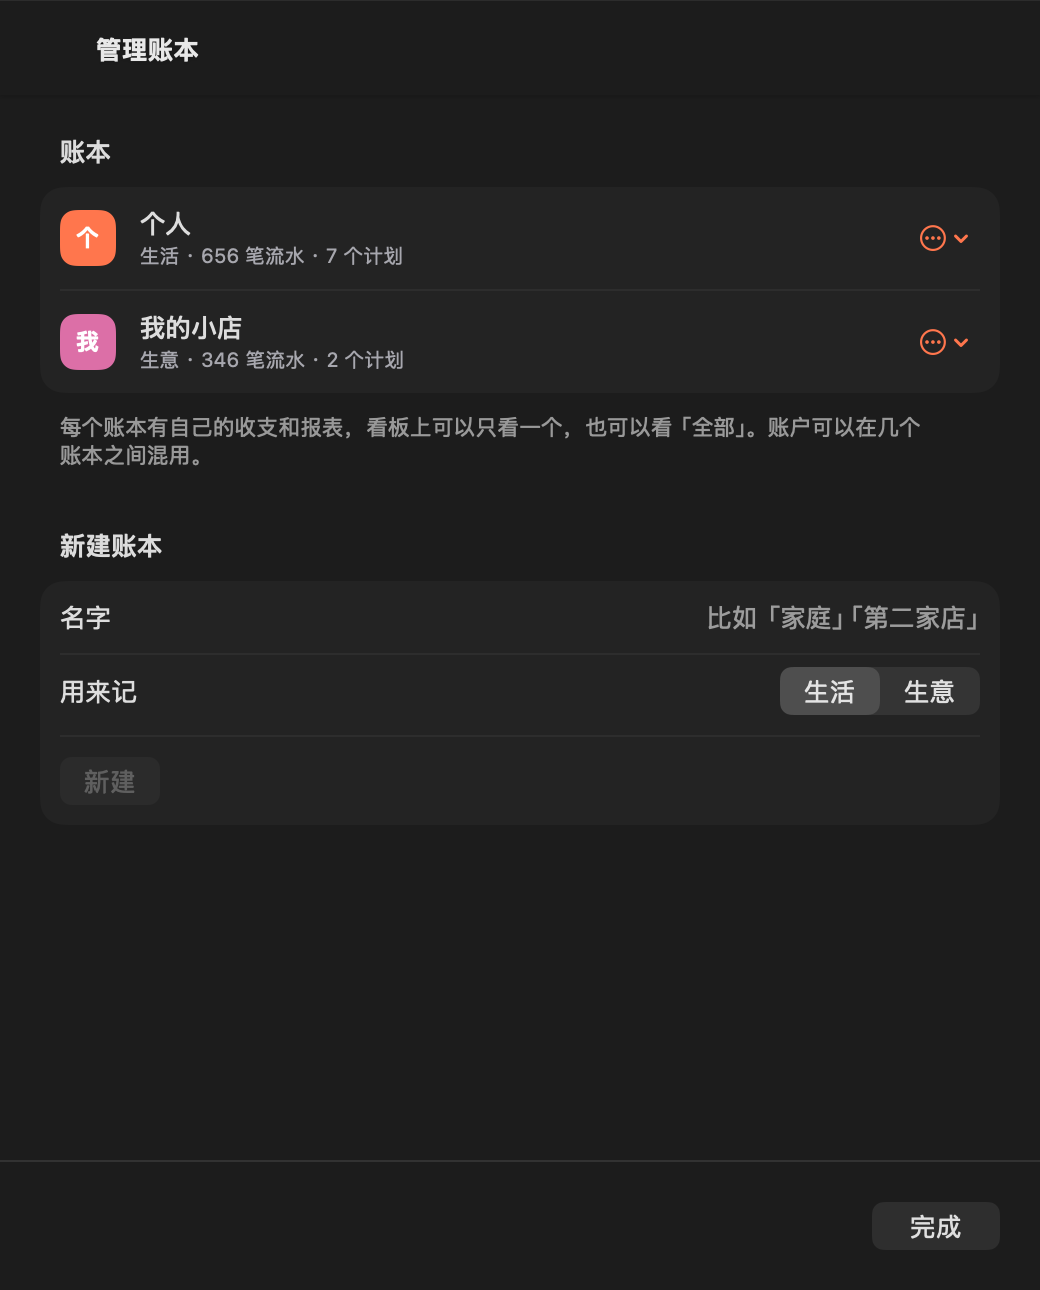 管理账本
账本
个
个人
生活 · 656 笔流水 · 7 个计划
我
我的小店
生意 · 346 笔流水 · 2 个计划
每个账本有自己的收支和报表，看板上可以只看一个，也可以看「全部」。账户可以在几个
账本之间混用。
新建账本
名字 比如「家庭」「第二家店」
用来记 生活 生意
新建
完成